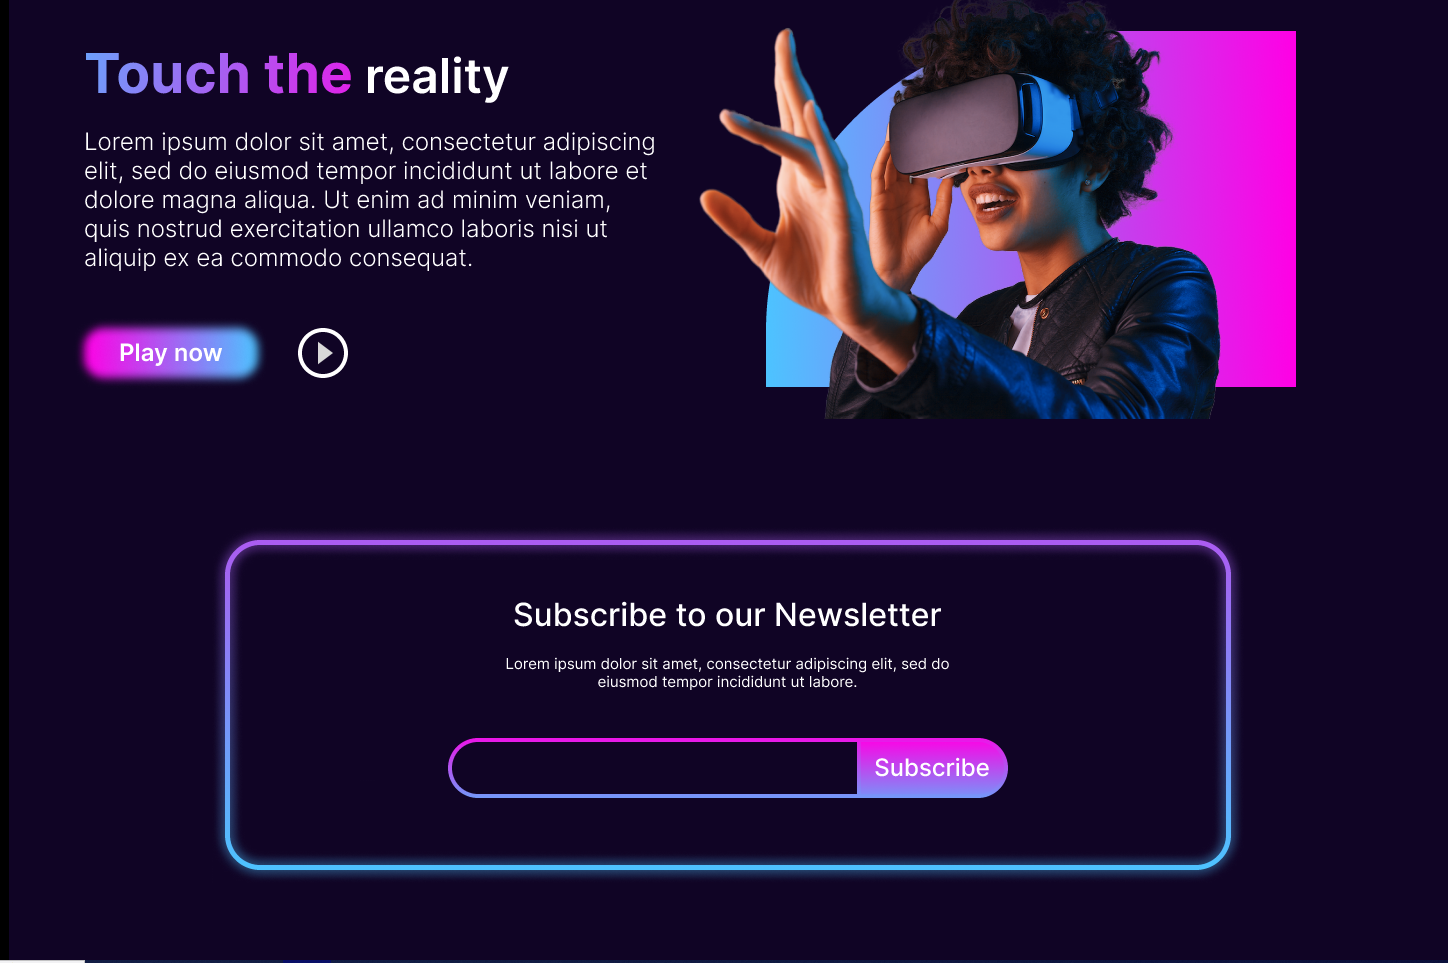 Touch the reality
Lorem ipsum dolor sit amet, consectetur adipiscing
elit, sed do eiusmod tempor incididunt ut labore et
dolore magna aliqua. Ut enim ad minim veniam,
quis nostrud exercitation ullamco laboris nisi ut
aliquip ex ea commodo consequat.
Play now
Subscribe to our Newsletter
Lorem ipsum dolor sit amet, consectetur adipiscing elit, sed do
eiusmod tempor incididunt ut labore.
Subscribe